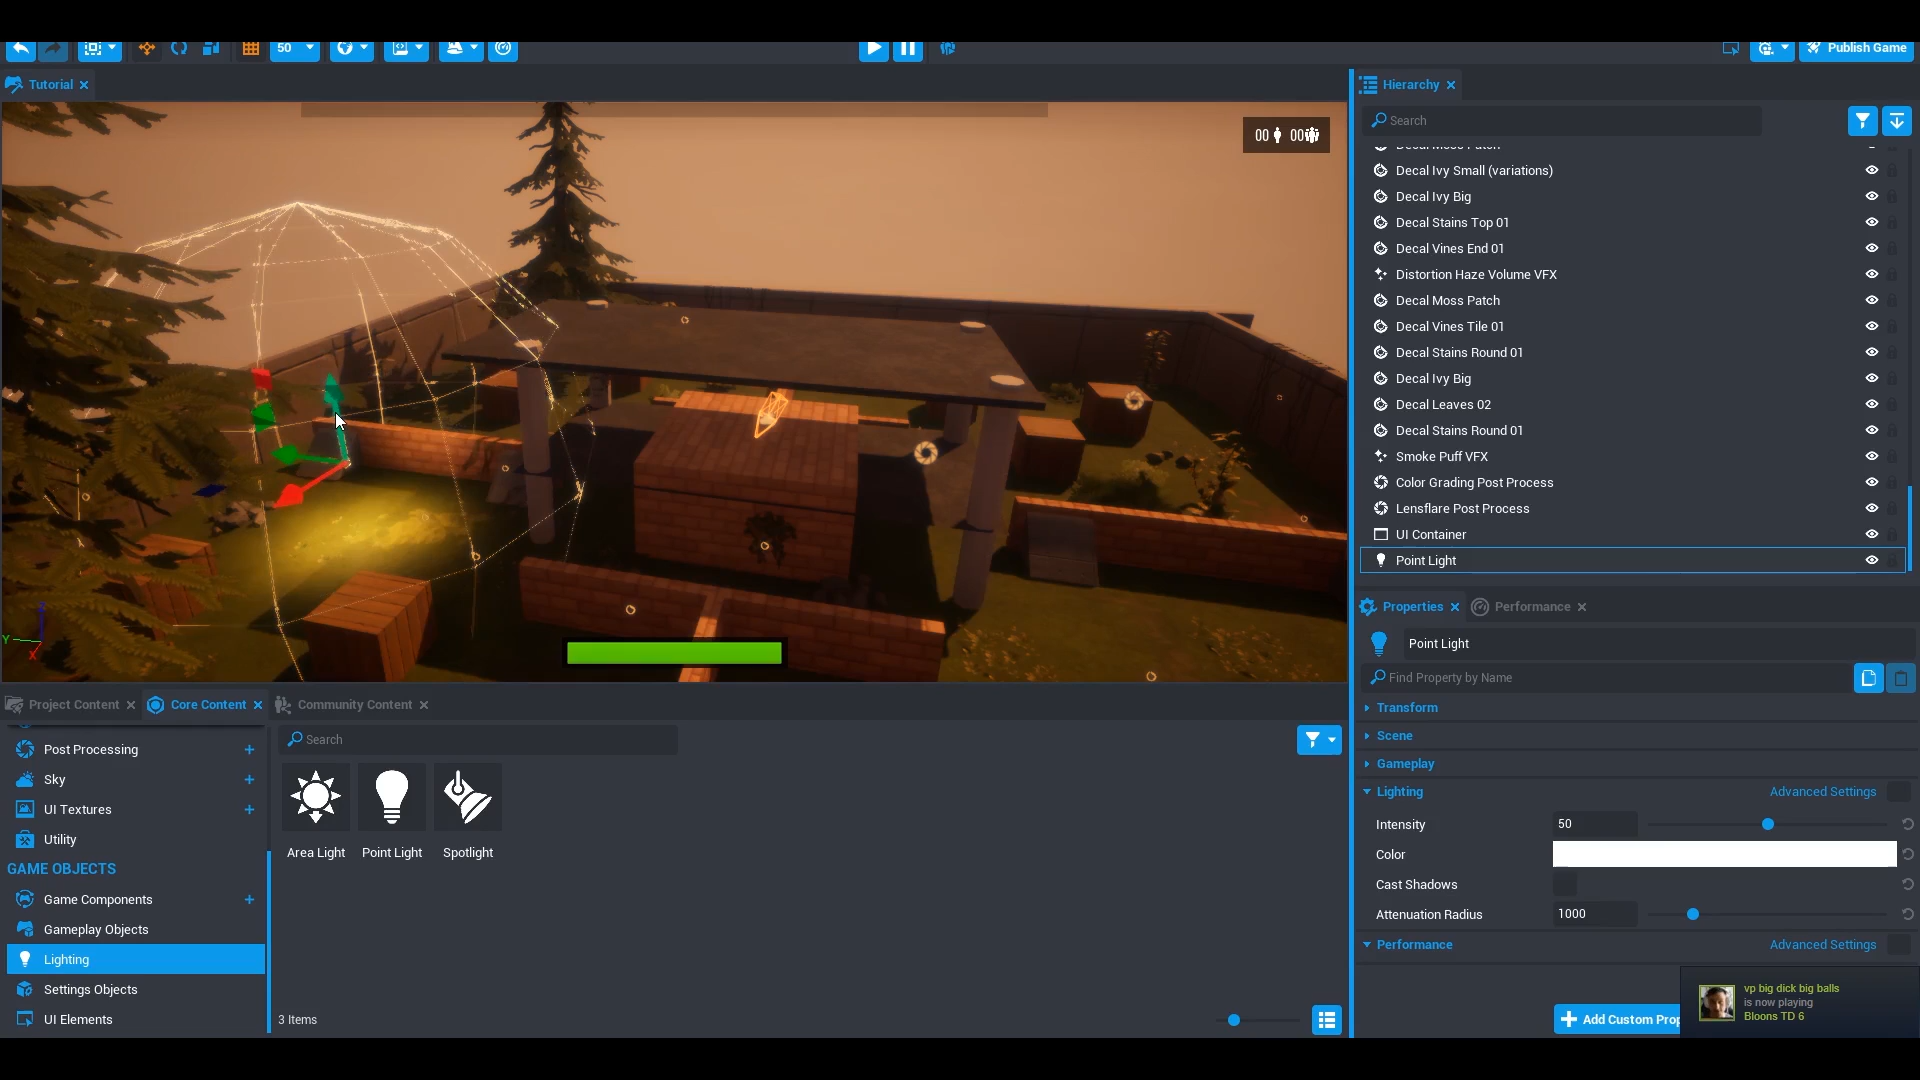 50
Publish Game
Tutorial
00 00
Hierarchy
Search
Decal Moss Patch
Decal Ivy Small (variations)
Decal Ivy Big
Decal Stains Top 01
Decal Vines End 01
Distortion Haze Volume VFX
Decal Moss Patch
Decal Vines Tile 01
Decal Stains Round 01
Decal Ivy Big
Decal Leaves 02
Decal Stains Round 01
Smoke Puff VFX
Color Grading Post Process
Lensflare Post Process
UI Container
Point Light
Properties
Performance
Point Light
Find Property by Name
Transform
Scene
Gameplay
Lighting
Advanced Settings
Intensity
50
Color
Cast Shadows
Attenuation Radius
1000
Performance
Advanced Settings
Add Custom Prop
vp big dick big balls
is now playing
Bloons TD 6
Y
X
Project Content
Core Content
Community Content
Post Processing
Sky
UI Textures
Utility
GAME OBJECTS
Game Components
Gameplay Objects
Lighting
Settings Objects
UI Elements
Search
Area Light
Point Light
Spotlight
3 Items